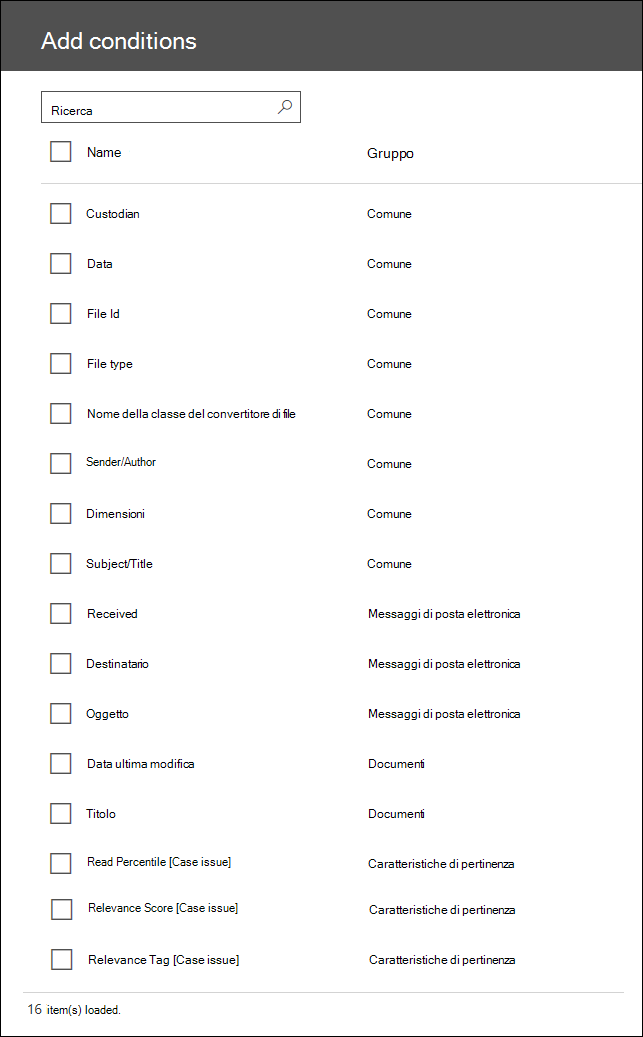 Add conditions
Ricerca
Name Gruppo
Custodian Comune
Data Comune
File Id Comune
File type Comune
Nome della classe del convertitore di file Comune
Sender/Author Comune
Dimensioni Comune
Subject/Title Comune
Received Messaggi di posta elettronica
Destinatario Messaggi di posta elettronica
Oggetto Messaggi di posta elettronica
Data ultima modifica Documenti
Titolo Documenti
Read Percentile [Case issue] Caratteristiche di pertinenza
Relevance Score [Case issue] Caratteristiche di pertinenza
Relevance Tag [Case issue] Caratteristiche di pertinenza
16 item(s) loaded.